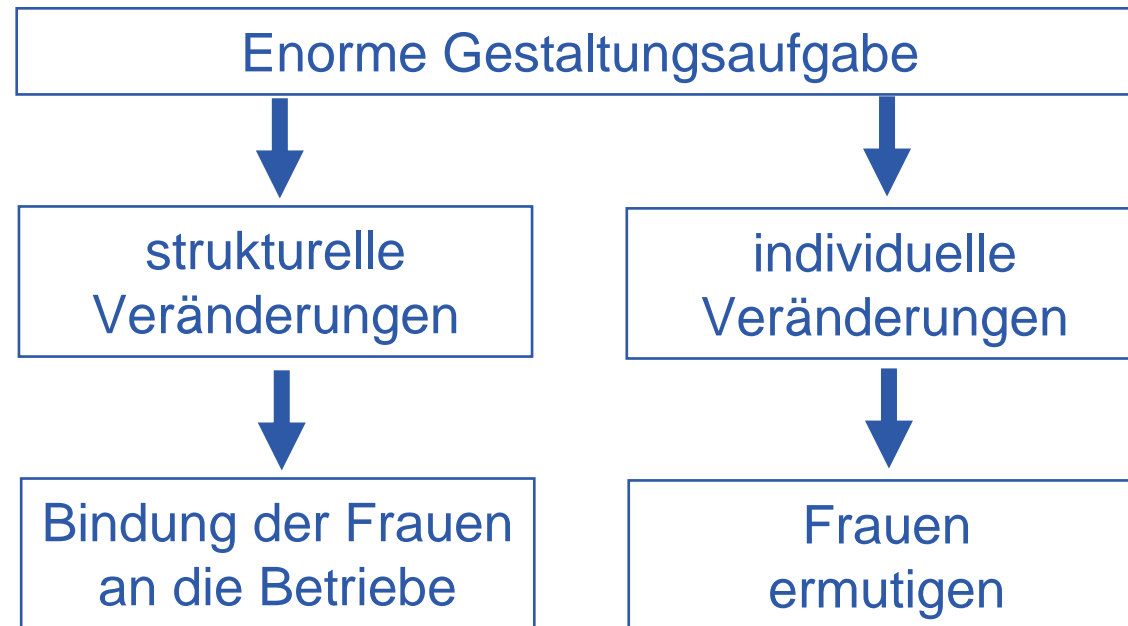 Enorme Gestaltungsaufgabe
strukturelle
Veränderungen
individuelle
Veränderungen
Bindung der Frauen
an die Betriebe
Frauen
ermutigen